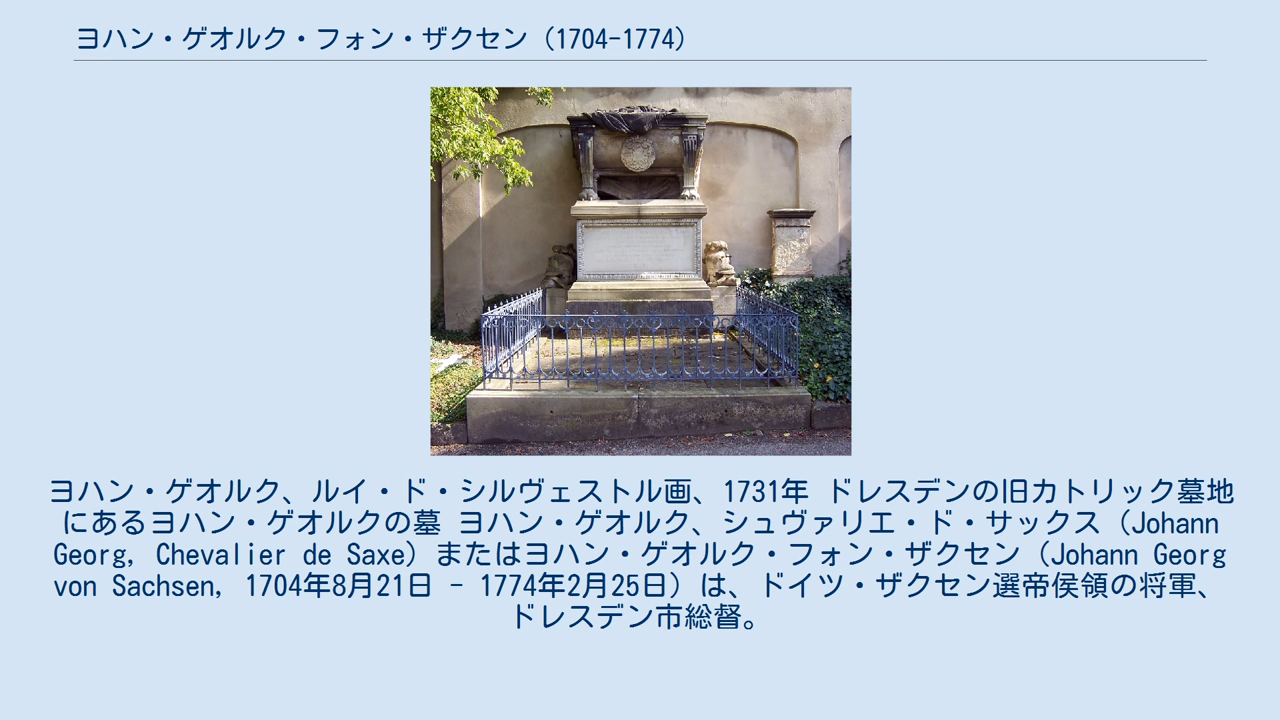 ヨハン・ゲオルク・フォン・ザクセン（1704-1774）
ヨハン・ゲオルク、ルイ・ド・シルヴェストル画、1731年 ドレスデンの旧カトリック墓地
にあるヨハン・ゲオルクの墓 ヨハン・ゲオルク、シュヴァリエ・ド・サックス（Johann
Georg, Chevalier de Saxe）またはヨハン・ゲオルク・フォン・ザクセン（Johann Georg
von Sachsen, 1704年8月21日 - 1774年2月25日）は、ドイツ・ザクセン選帝侯領の将軍、
ドレスデン市総督。